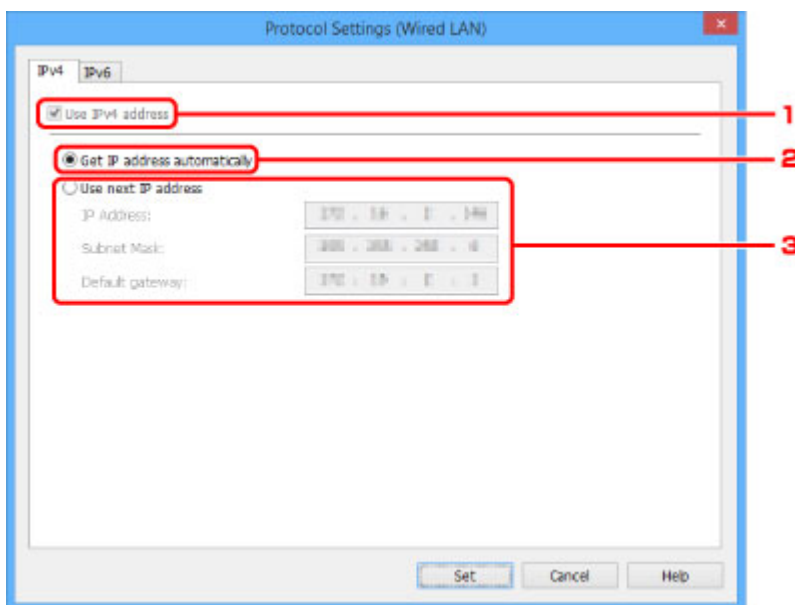 Protocol Settings (Wired LAN)
IPv4 IPv6
Use IPv4 address
1
Get IP address automatically
2
Use next IP address
IP Address:
Subnet Mask:
3
Default gateway:
Set Cancel Help